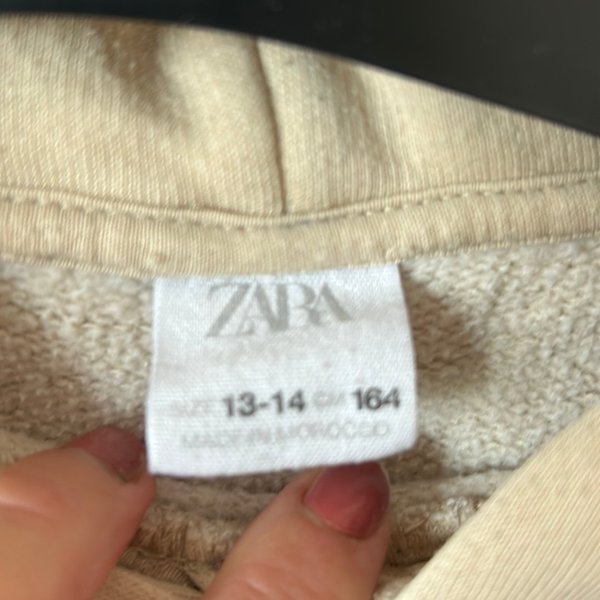 ZARA
SIZE 13-14 CM 164
MADE IN MOROCCO